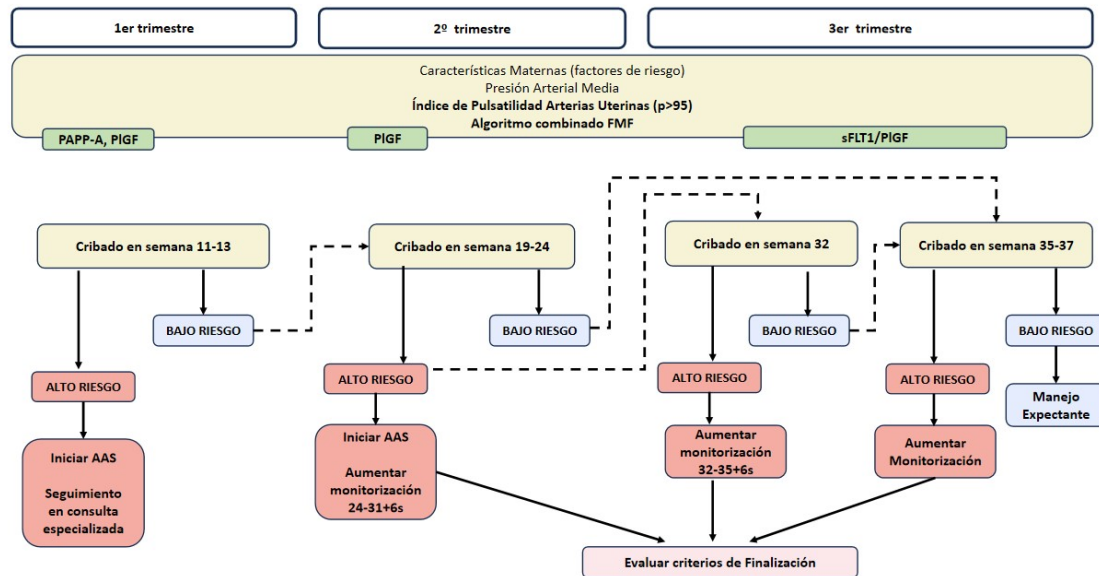 1er trimestre
2º trimestre
3er trimestre
Características Maternas (factores de riesgo)
Presión Arterial Media
Índice de Pulsatilidad Arterias Uterinas (p>95)
Algoritmo combinado FMF
PAPP-A, PlGF
PlGF
sFLT1/PlGF
Cribado en semana 11-13
Cribado en semana 19-24
Cribado en semana 32
Cribado en semana 35-37
BAJO RIESGO
BAJO RIESGO
BAJO RIESGO
BAJO RIESGO
ALTO RIESGO
ALTO RIESGO
ALTO RIESGO
ALTO RIESGO
Manejo
Expectante
Iniciar AAS
Seguimiento
en consulta
especializada
Iniciar AAS
Aumentar
monitorización
24-31+6s
Aumentar
monitorización
32-35+6s
Aumentar
Monitorización
Evaluar criterios de Finalización